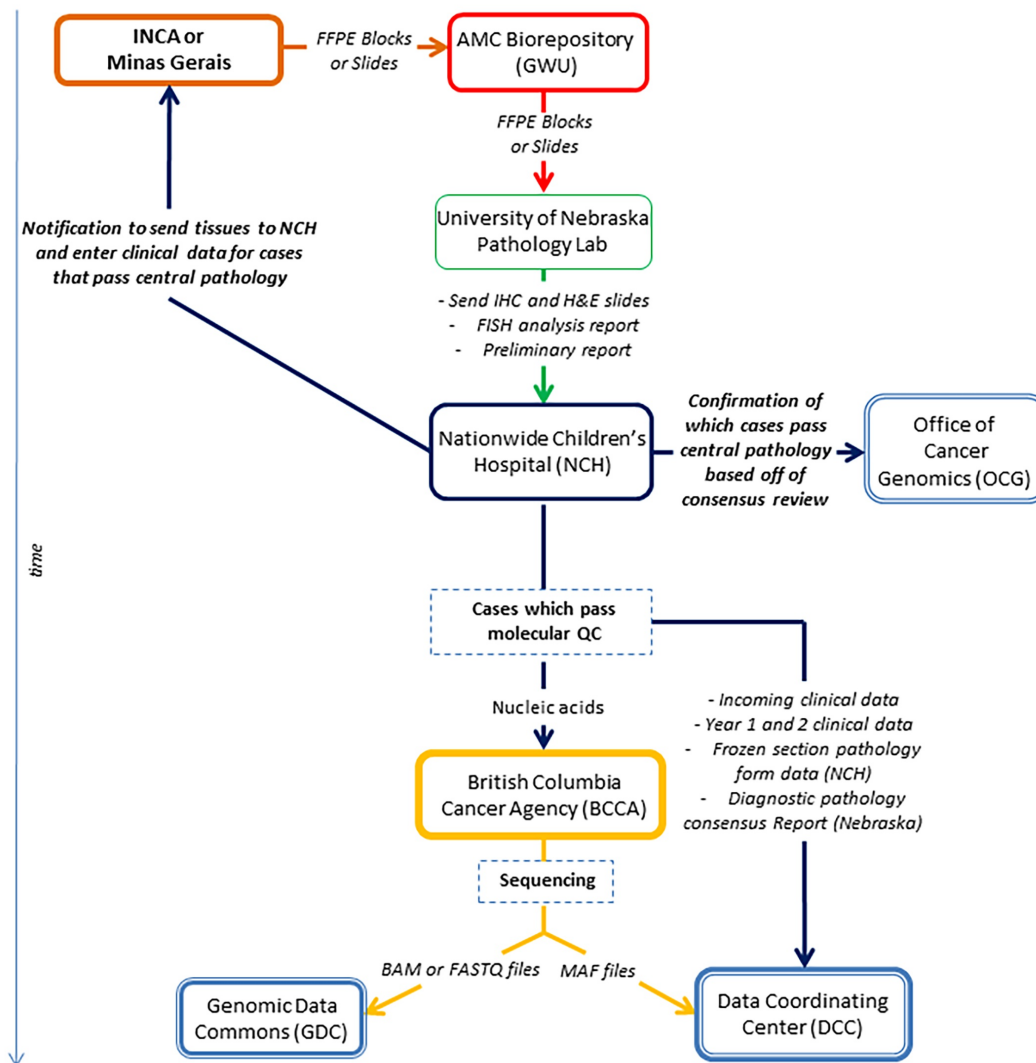 INCA or
Minas Gerais
FFPE Blocks
or Slides
AMC Biorepository
(GWU)
FFPE Blocks
or Slides
Notification to send tissues to NCH
and enter clinical data for cases
that pass central pathology
University of Nebraska
Pathology Lab
- Send IHC and H&E slides
- FISH analysis report
- Preliminary report
Nationwide Children's
Hospital (NCH)
Confirmation of
which cases pass
central pathology
based off of
consensus review
Office of
Cancer
Genomics (OCG)
time
Cases which pass
molecular QC
Nucleic acids
- Incoming clinical data
- Year 1 and 2 clinical data
- Frozen section pathology
form data (NCH)
- Diagnostic pathology
consensus Report (Nebraska)
British Columbia
Cancer Agency (BCCA)
Sequencing
BAM or FASTQ files
MAF files
Genomic Data
Commons (GDC)
Data Coordinating
Center (DCC)